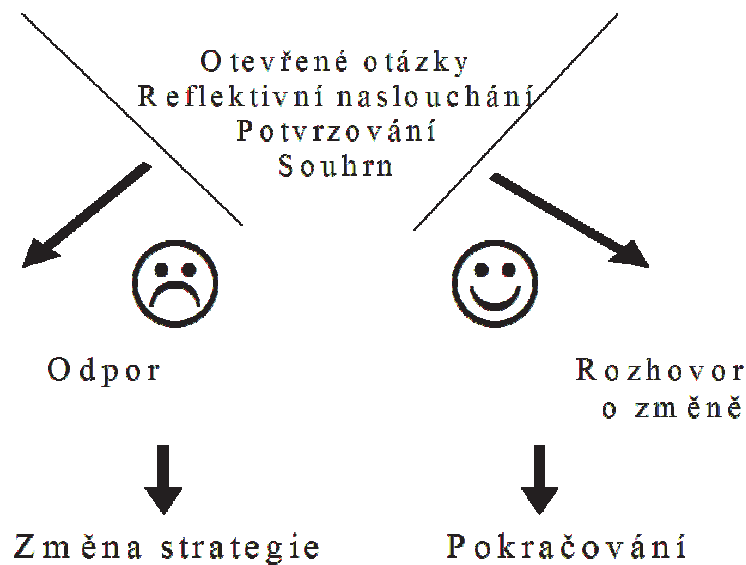 Otevřené otázky
Reflektivní naslouchání
Potvrzování
Souhrn
Odpor
Rozhovor
o změně
Změna strategie
Pokračování